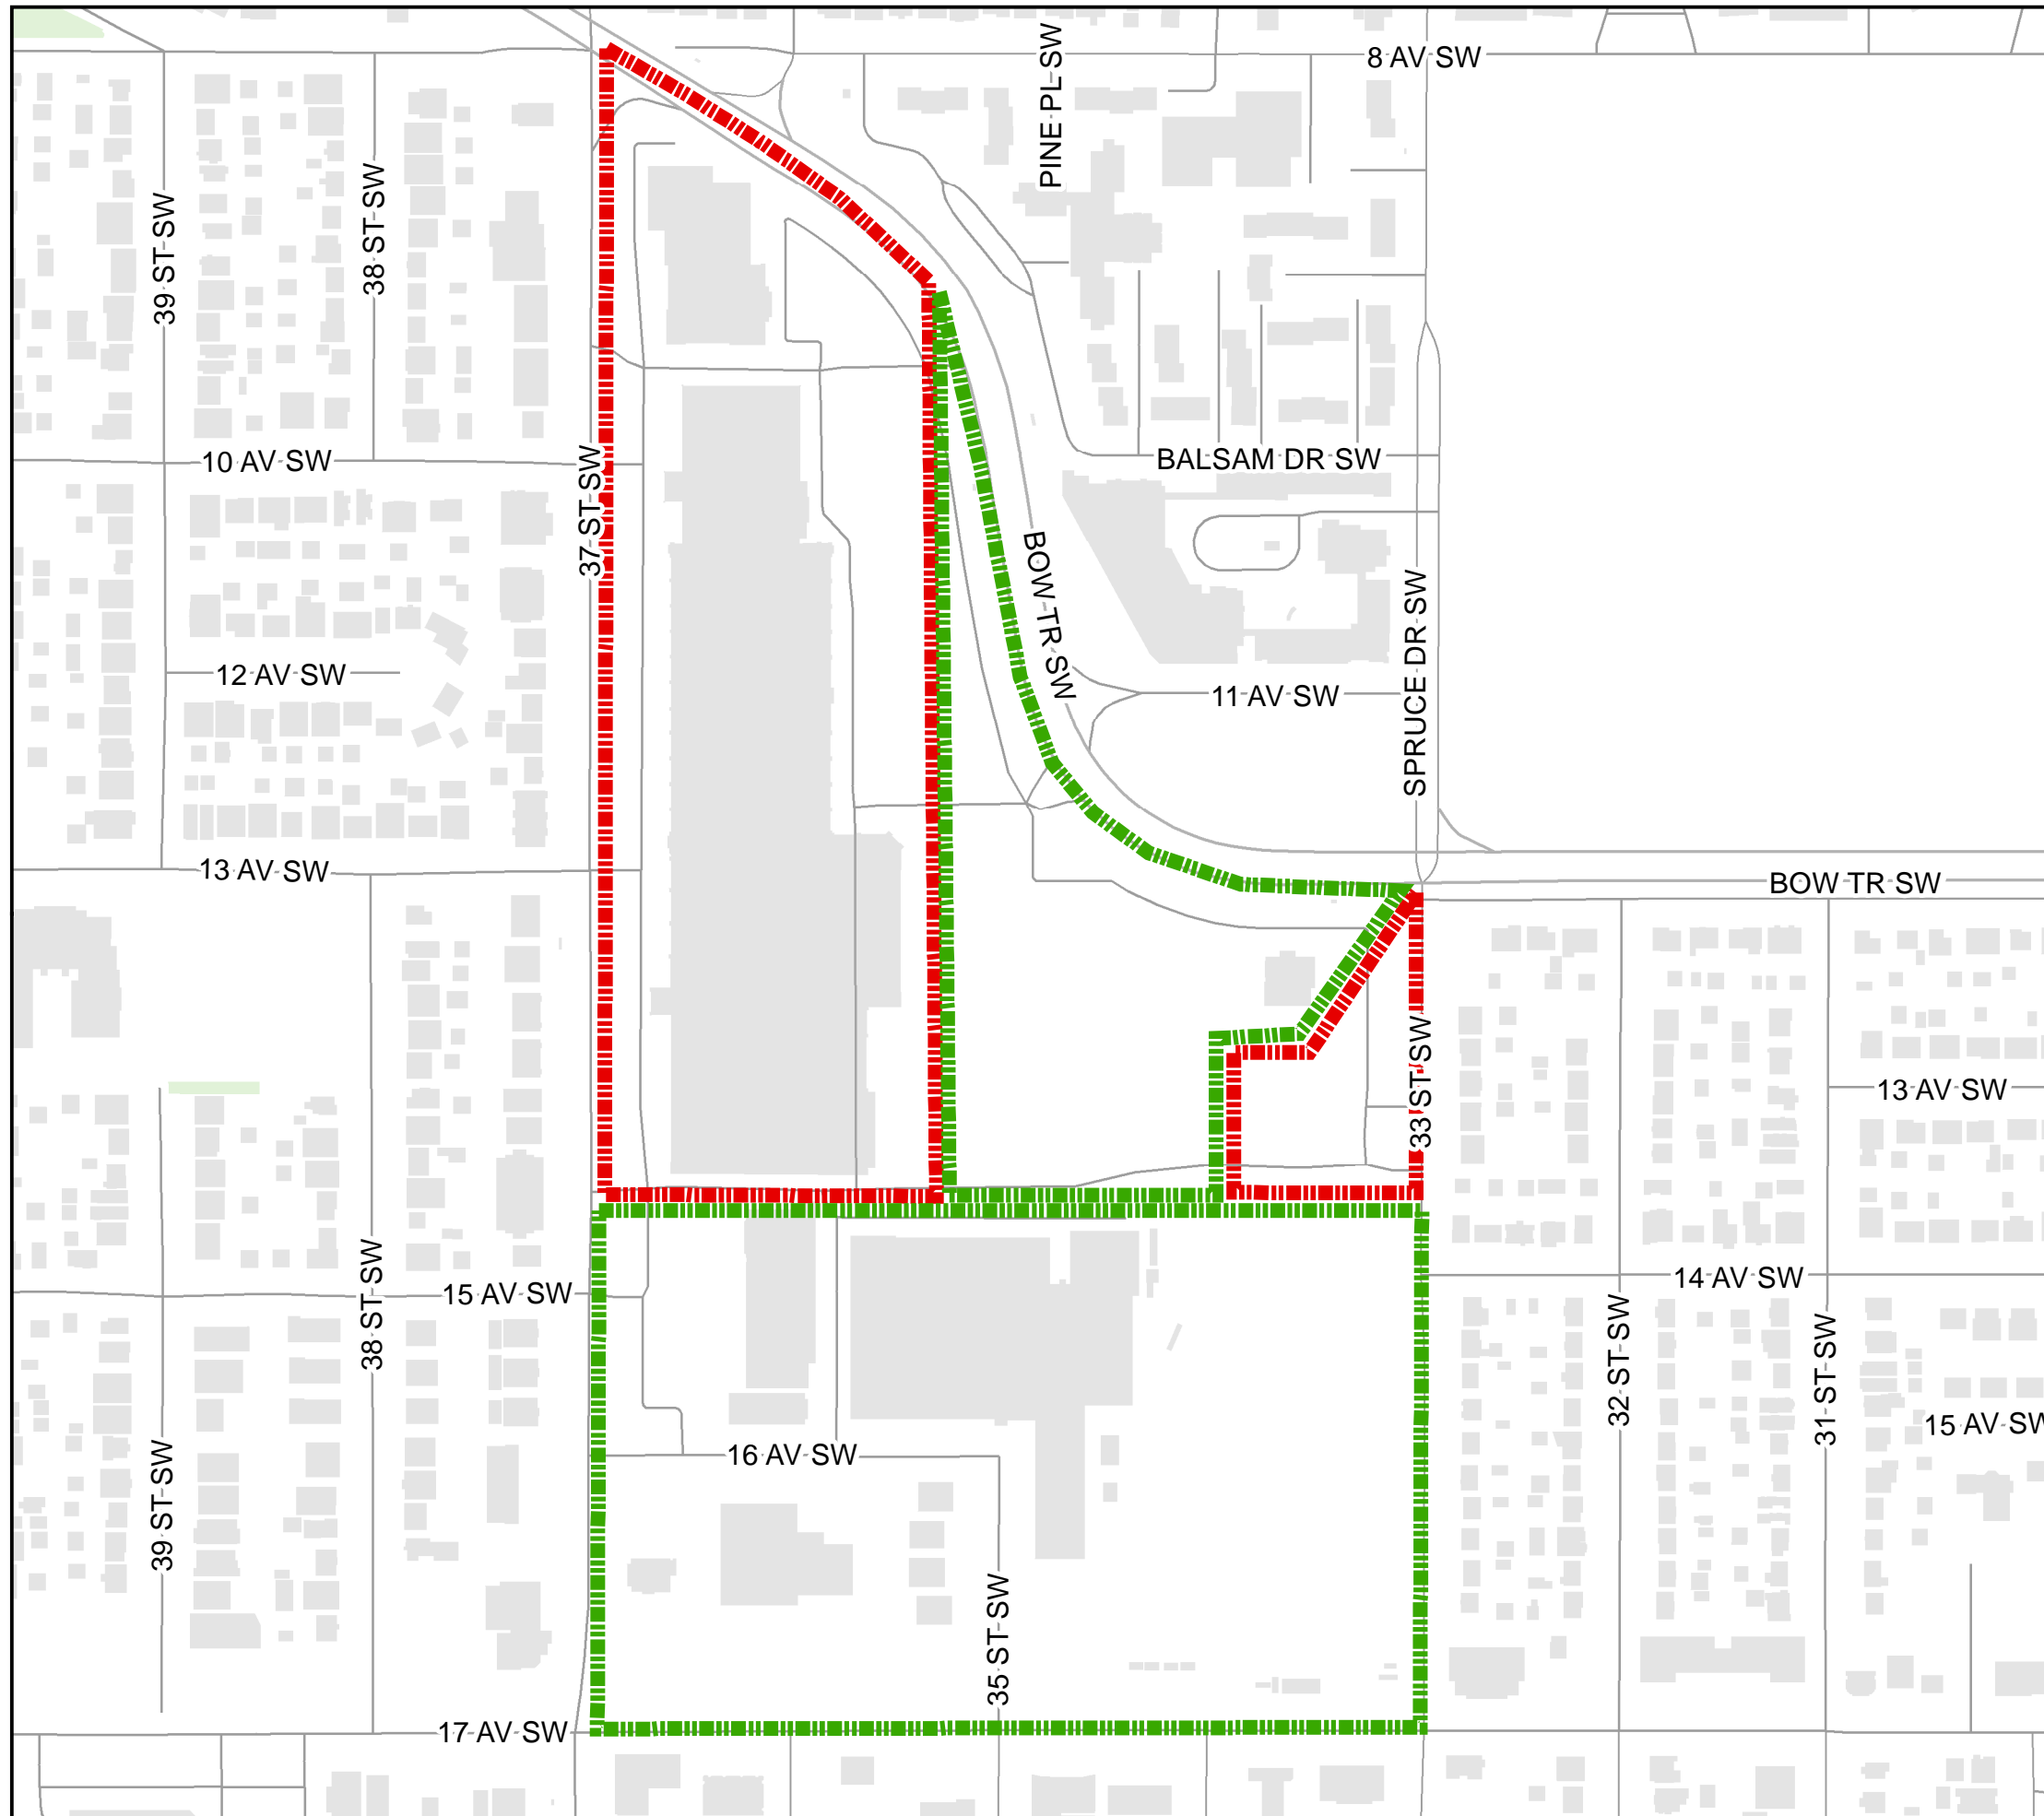 8 AV SW
PINE PL SW
39 ST SW
38 ST SW
10 AV SW
37 ST SW
BALSAM DR SW
BOW TR SW
SPRUCE DR SW
12 AV SW
11 AV SW
13 AV SW
BOW TR SW
33 ST SW
13 AV SW
38 ST SW
15 AV SW
14 AV SW
32 ST SW
31 ST SW
15 AV SW
39 ST SW
16 AV SW
35 ST SW
17 AV SW